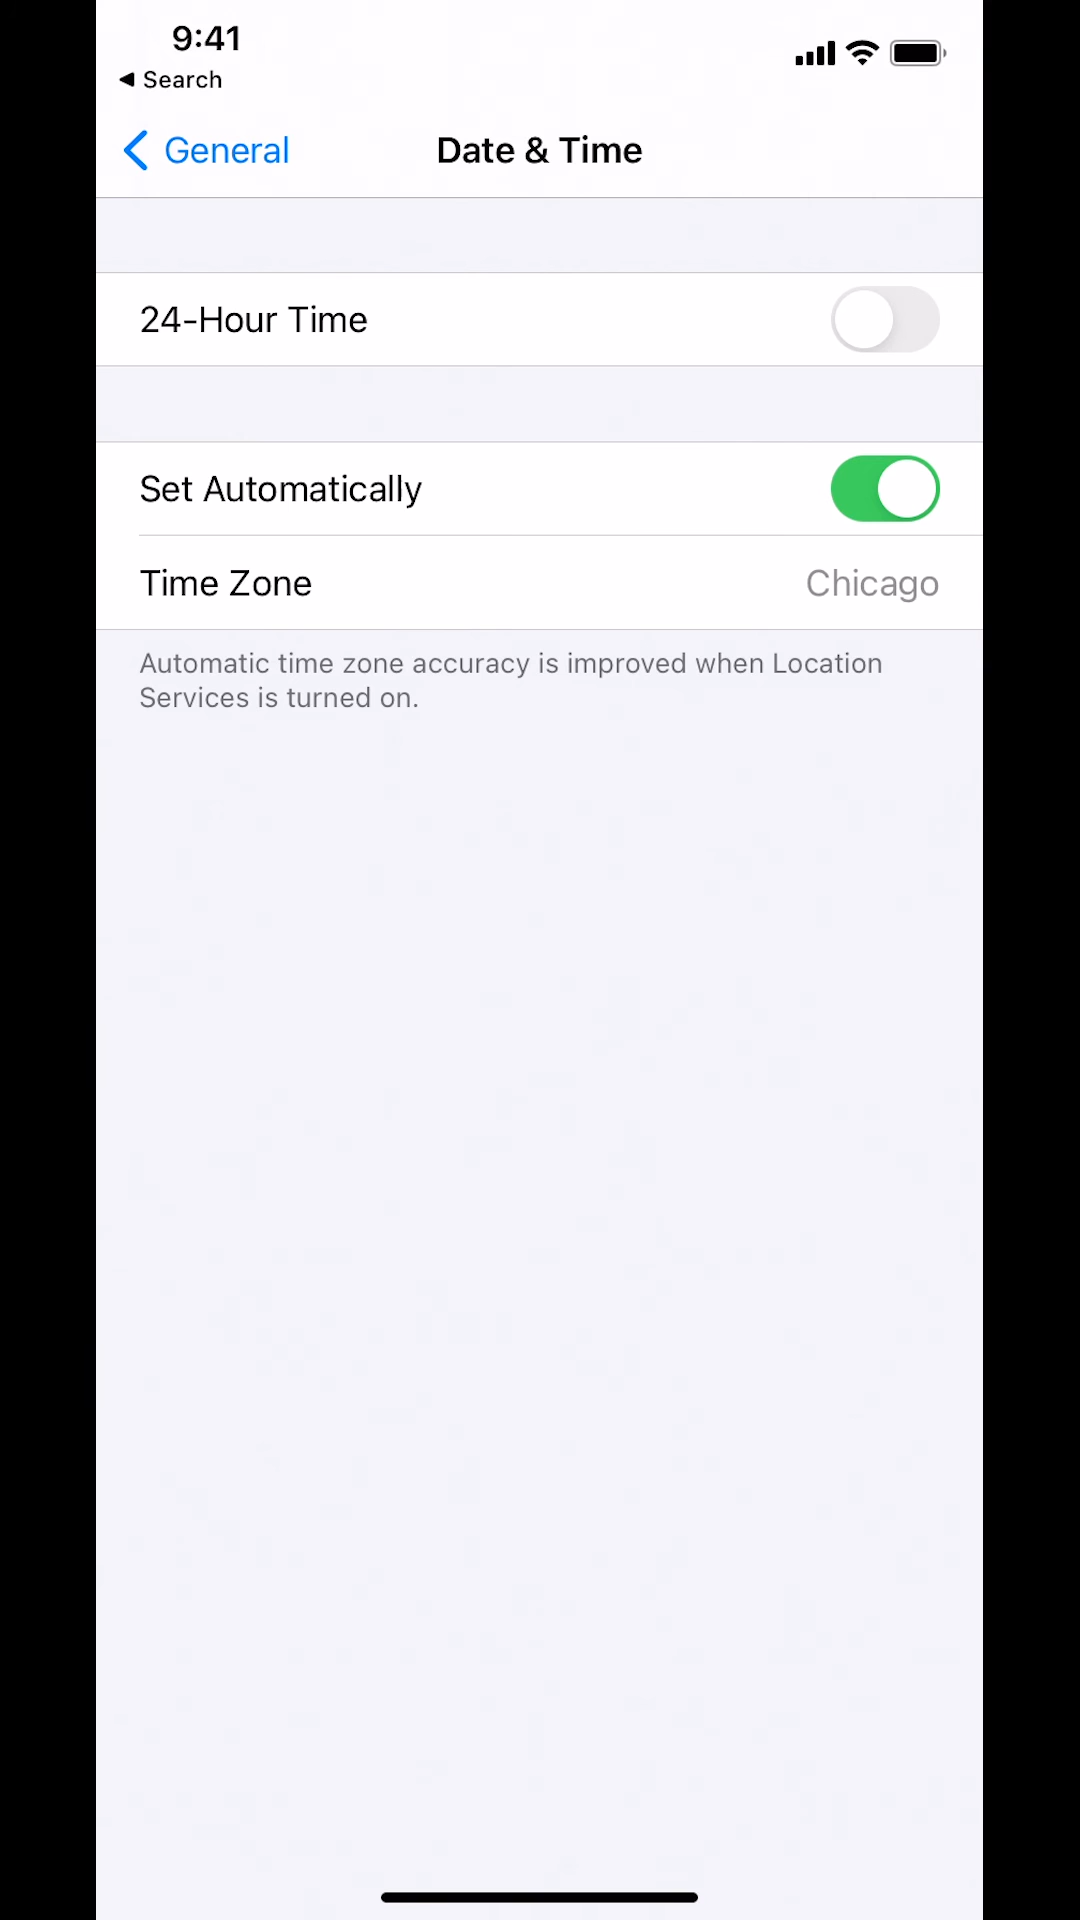 9:41
◀ Search
General
Date & Time
24-Hour Time
Set Automatically
Time Zone
Chicago
Automatic time zone accuracy is improved when Location
Services is turned on.